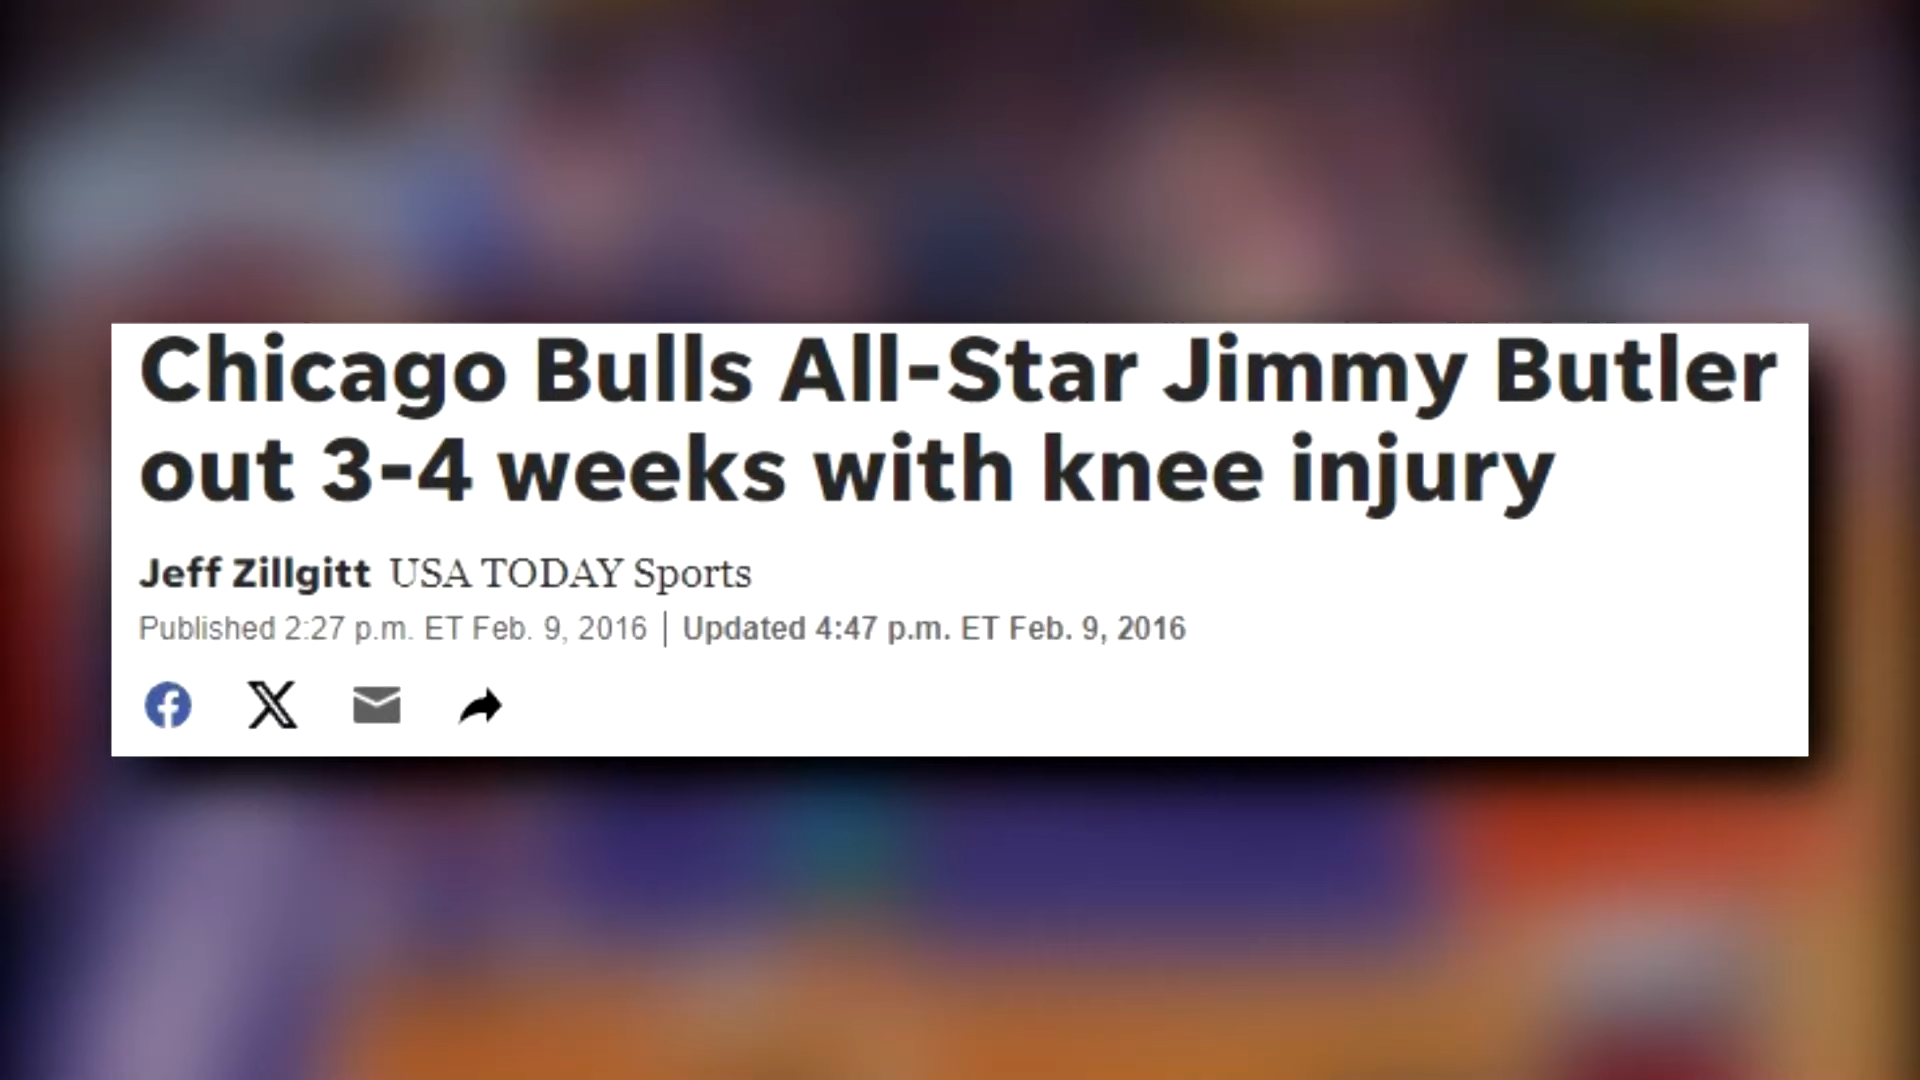 Chicago Bulls All-Star Jimmy Butler
out 3-4 weeks with knee injury
Jeff Zillgitt USA TODAY Sports
Published 2:27 p.m. ET Feb. 9, 2016 | Updated 4:47 p.m. ET Feb. 9, 2016